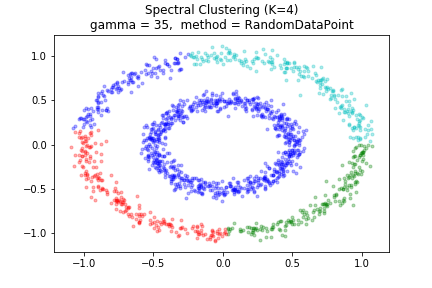 Spectral Clustering (K=4)
gamma = 35,  method = RandomDataPoint
1.0
0.5
0.0
−0.5
−1.0
−1.0 −0.5 0.0 0.5 1.0